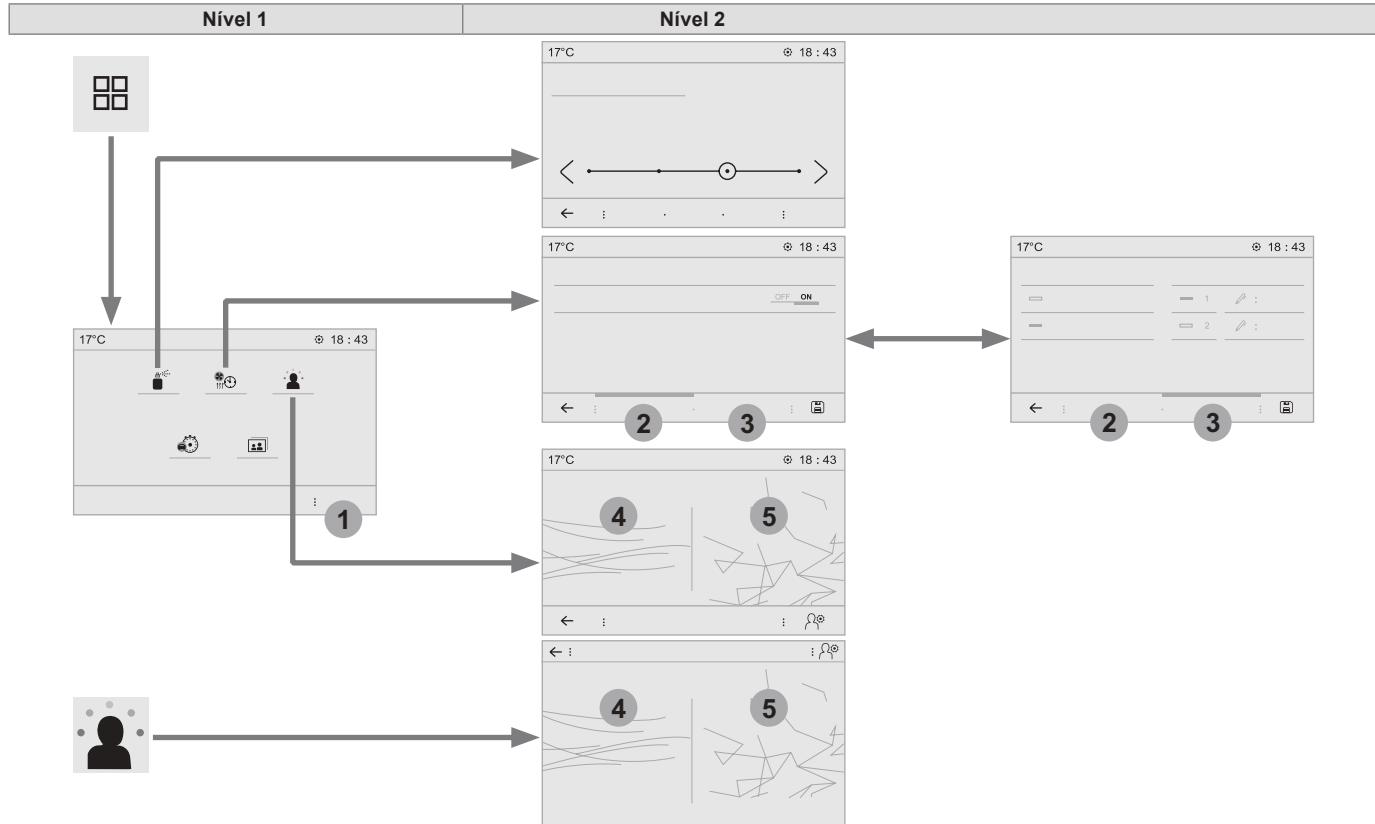 Nível 1 Nível 2
17°C 18 : 43
17°C 18 : 43
OFF ON
2 3
17°C 18 : 43
1 :
2 :
2 3
17°C 18 : 43
1
17°C 18 : 43
4 5
4 5